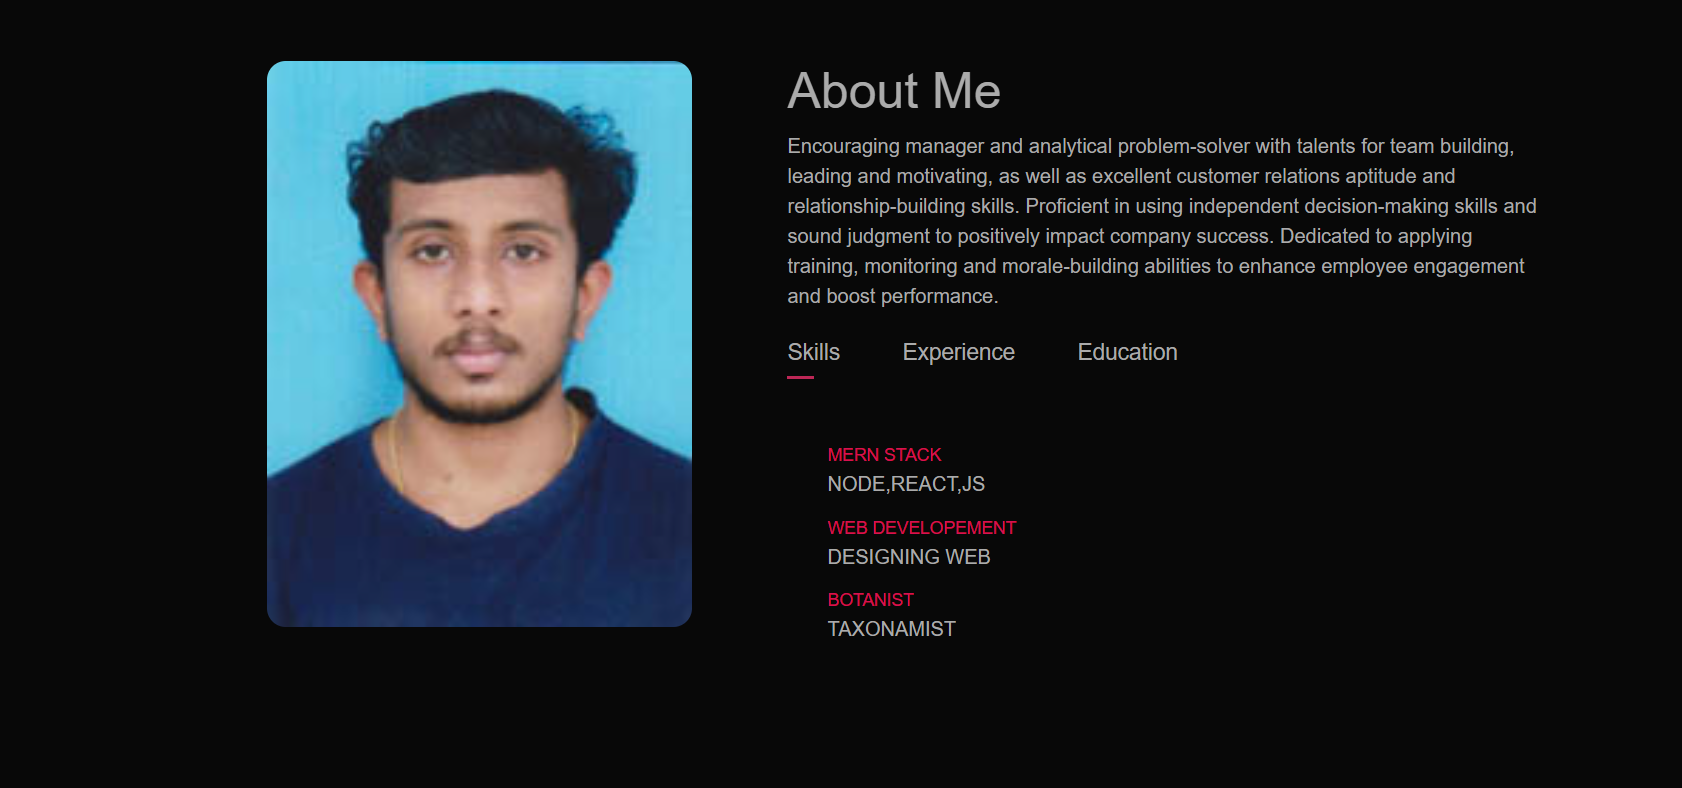 About Me
Encouraging manager and analytical problem-solver with talents for team building,
leading and motivating, as well as excellent customer relations aptitude and
relationship-building skills. Proficient in using independent decision-making skills and
sound judgment to positively impact company success. Dedicated to applying
training, monitoring and morale-building abilities to enhance employee engagement
and boost performance.
Skills Experience Education
MERN STACK
NODE,REACT,JS
WEB DEVELOPEMENT
DESIGNING WEB
BOTANIST
TAXONAMIST